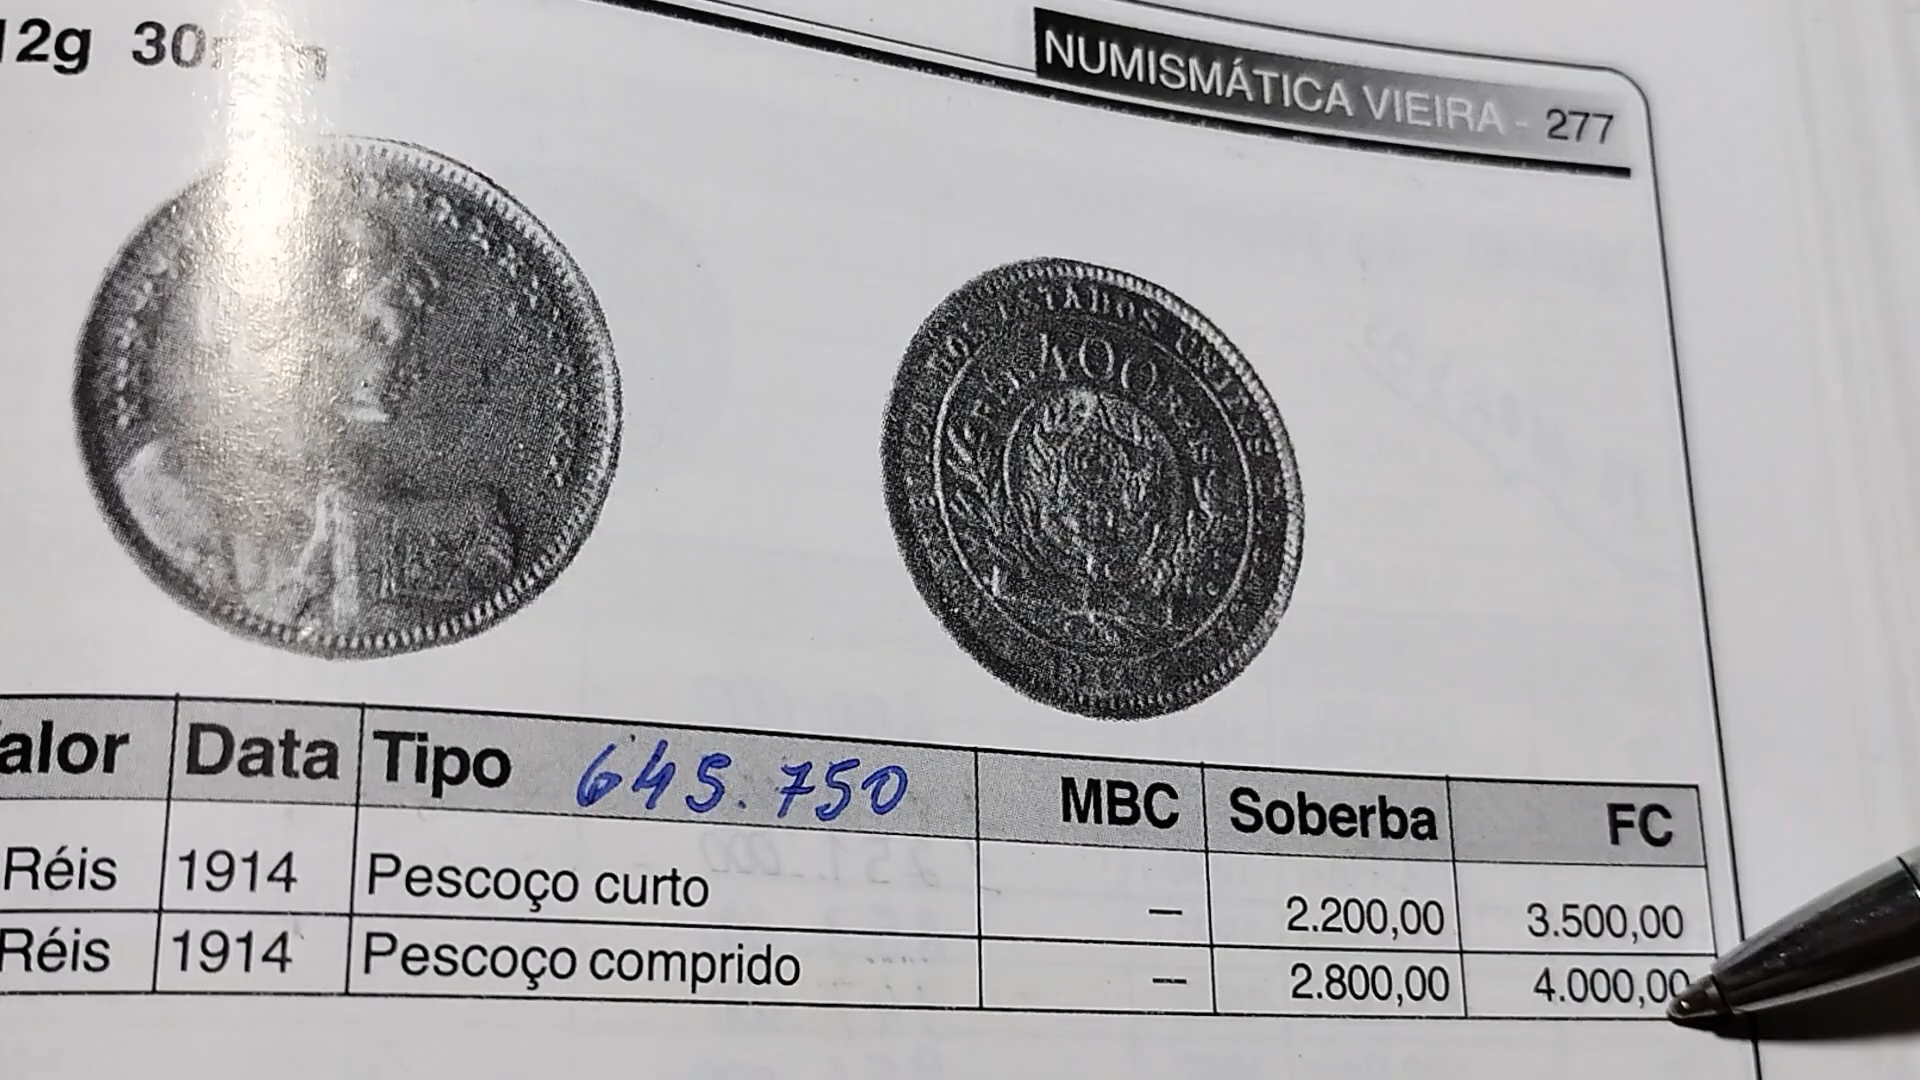 12g 30mm
NUMISMÁTICA VIEIRA - 277
ESTADOS UNIDOS
400
alor Data Tipo 645.750 MBC Soberba FC
Réis 1914 Pescoço curto — 2.200,00 3.500,00
Réis 1914 Pescoço comprido — 2.800,00 4.000,00